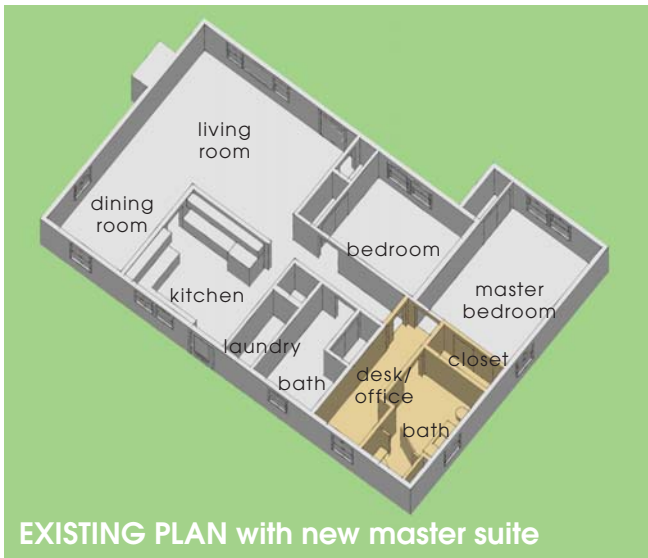 living
room
dining
room
bedroom
kitchen
master
bedroom
laundry
closet
desk/
office
bath
bath
EXISTING PLAN with new master suite